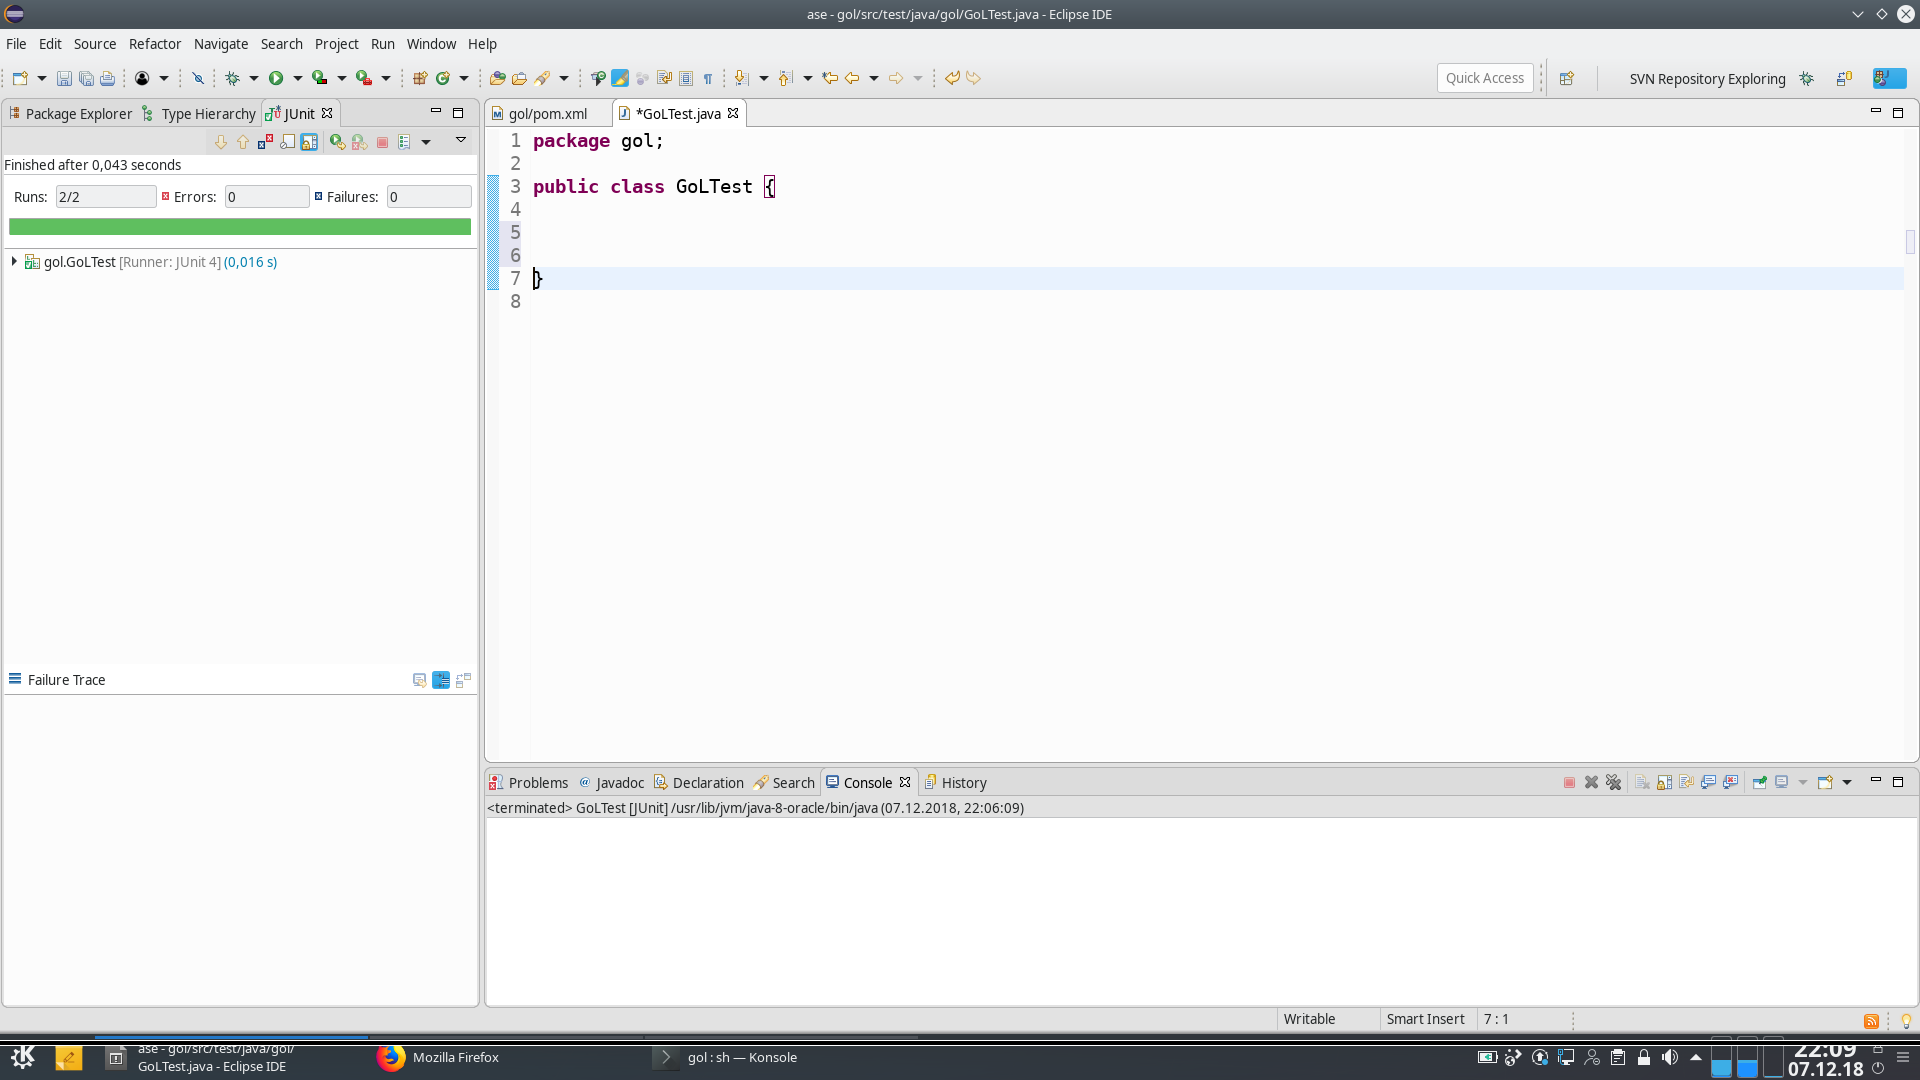 ase - gol/src/test/java/gol/GoLTest.java - Eclipse IDE
File Edit Source Refactor Navigate Search Project Run Window Help
Quick Access
SVN Repository Exploring
Package Explorer Type Hierarchy JUnit
gol/pom.xml *GoLTest.java
Finished after 0,043 seconds
Runs: 2/2 Errors: 0 Failures: 0
gol.GoLTest [Runner: JUnit 4] (0,016 s)
1 package gol;
2
3 public class GoLTest {
4
5
6
7 }
8
Failure Trace
Problems Javadoc Declaration Search Console History
<terminated> GoLTest [JUnit] /usr/lib/jvm/java-8-oracle/bin/java (07.12.2018, 22:06:09)
Writable Smart Insert 7 : 1
ase - gol/src/test/java/gol/
GoLTest.java - Eclipse IDE
Mozilla Firefox
gol : sh — Konsole
22:09
07.12.18